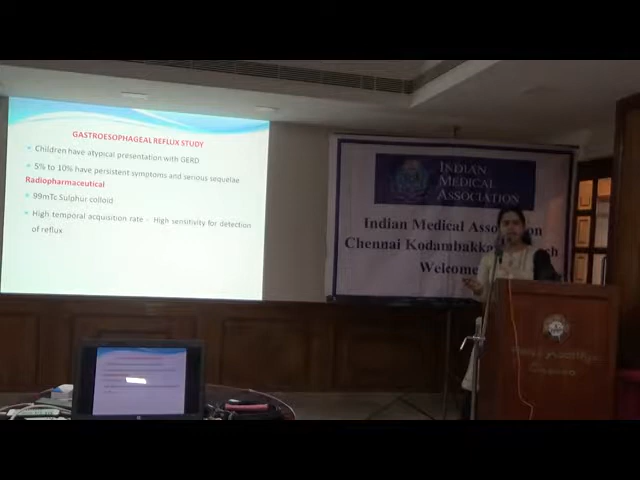 GASTROESOPHAGEAL REFLUX STUDY
Children have atypical presentation with GERD
5% to 10% have persistent symptoms and serious sequelae
Radiopharmaceutical
99mTc Sulphur colloid
High temporal acquisition rate - High sensitivity for detection
of reflux
INDIAN
MEDICAL
ASSOCIATION
Indian Medical
Chennai Kodambakkam
Welcome